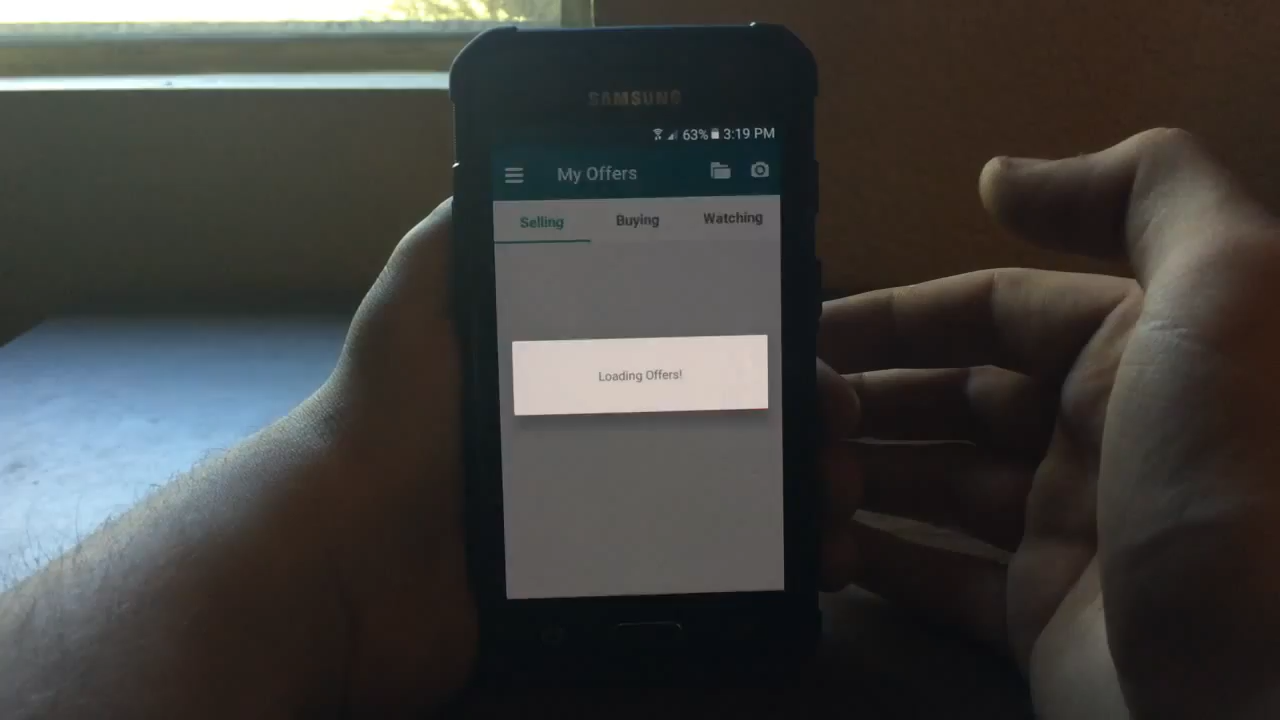 SAMSUNG
63% 3:19 PM
My Offers
Selling Buying Watching
Loading Offers!